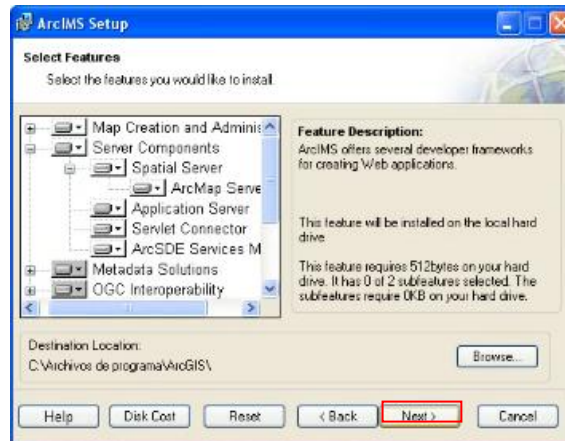 ArcIMS Setup
Select Features
Select the features you would like to install.
Map Creation and Adminis
Server Components
Spatial Server
ArcMap Serve
Application Server
Servlet Connector
ArcSDE Services M
Metadata Solutions
OGC Interoperability
Feature Description:
ArcIMS offers several developer frameworks
for creating Web applications.
This feature will be installed on the local hard
drive
This feature requires 512bytes on your hard
drive. It has 0 of 2 subfeatures selected. The
subfeatures require 0KB on your hard drive.
Destination Location:
C:\Archivos de programa\ArcGIS\
Browse...
Help
Disk Cost
Reset
< Back
Next >
Cancel